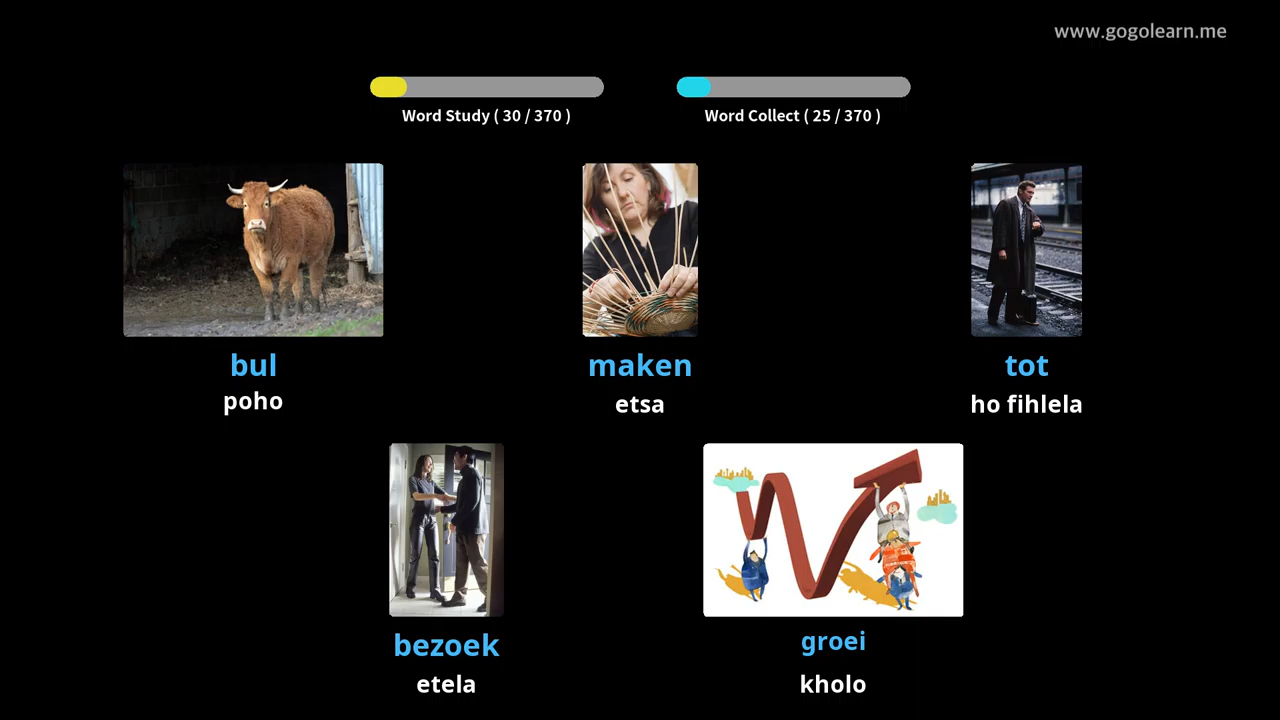 www.gogolearn.me
Word Study ( 30 / 370 )
Word Collect ( 25 / 370 )
bul
poho
maken
etsa
tot
ho fihlela
bezoek
etela
groei
kholo